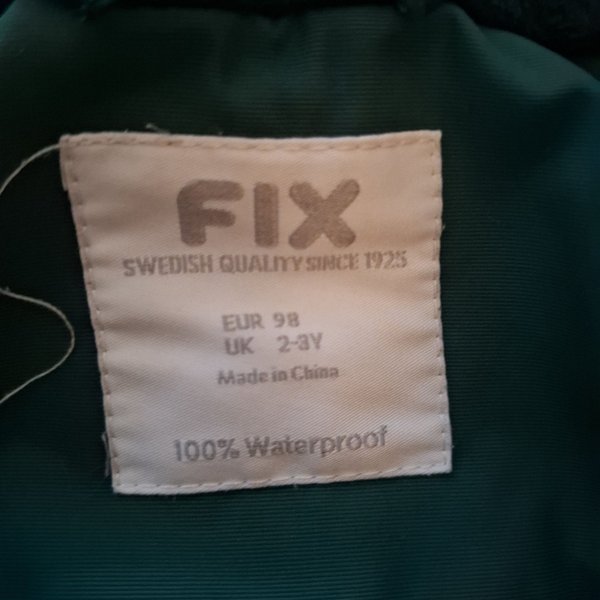 FIX
SWEDISH QUALITY SINCE 1925
EUR 98
UK 2-3Y
Made in China
100% Waterproof